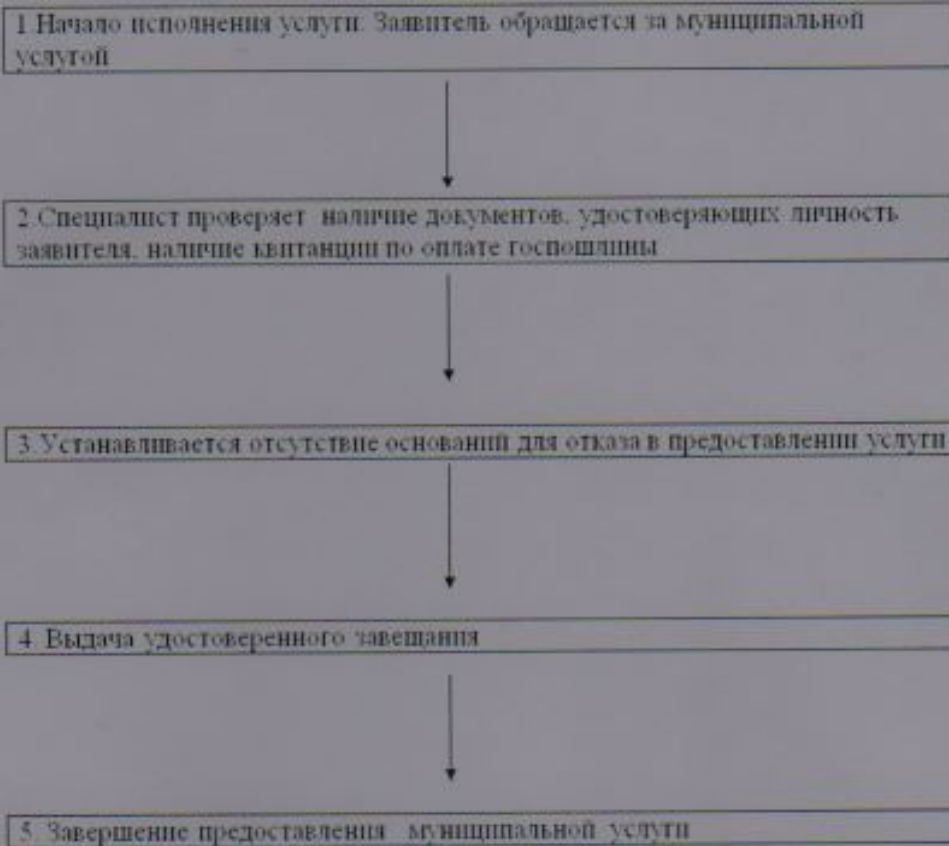 1 Начало исполнения услуги. Заявитель обращается за муниципальной
услугой
2.Специалист проверяет наличие документов, удостоверяющих личность
заявителя, наличие квитанции по оплате госпошлины
3.Устанавливается отсутствие оснований для отказа в предоставлении услуги
4. Выдача удостоверенного завещания
5. Завершение предоставления муниципальной услуги